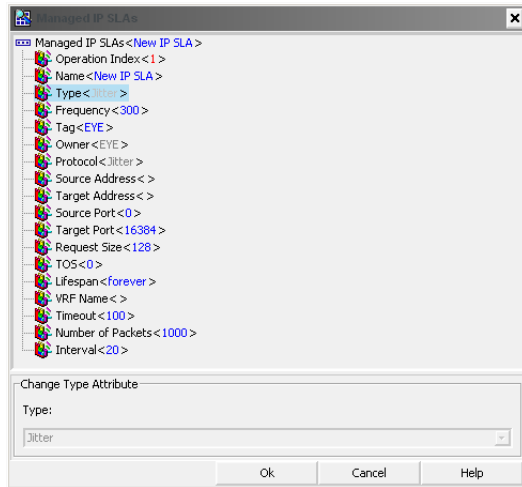 Managed IP SLAs
Managed IP SLAs<New IP SLA>
Operation Index<1>
Name<New IP SLA>
Type<Jitter>
Frequency<300>
Tag<EYE>
Owner<EYE>
Protocol<Jitter>
Source Address< >
Target Address< >
Source Port<0>
Target Port<16384>
Request Size<128>
TOS<0>
Lifespan<forever>
VRF Name< >
Timeout<100>
Number of Packets<1000>
Interval<20>
Change Type Attribute
Type:
Jitter
Ok Cancel Help